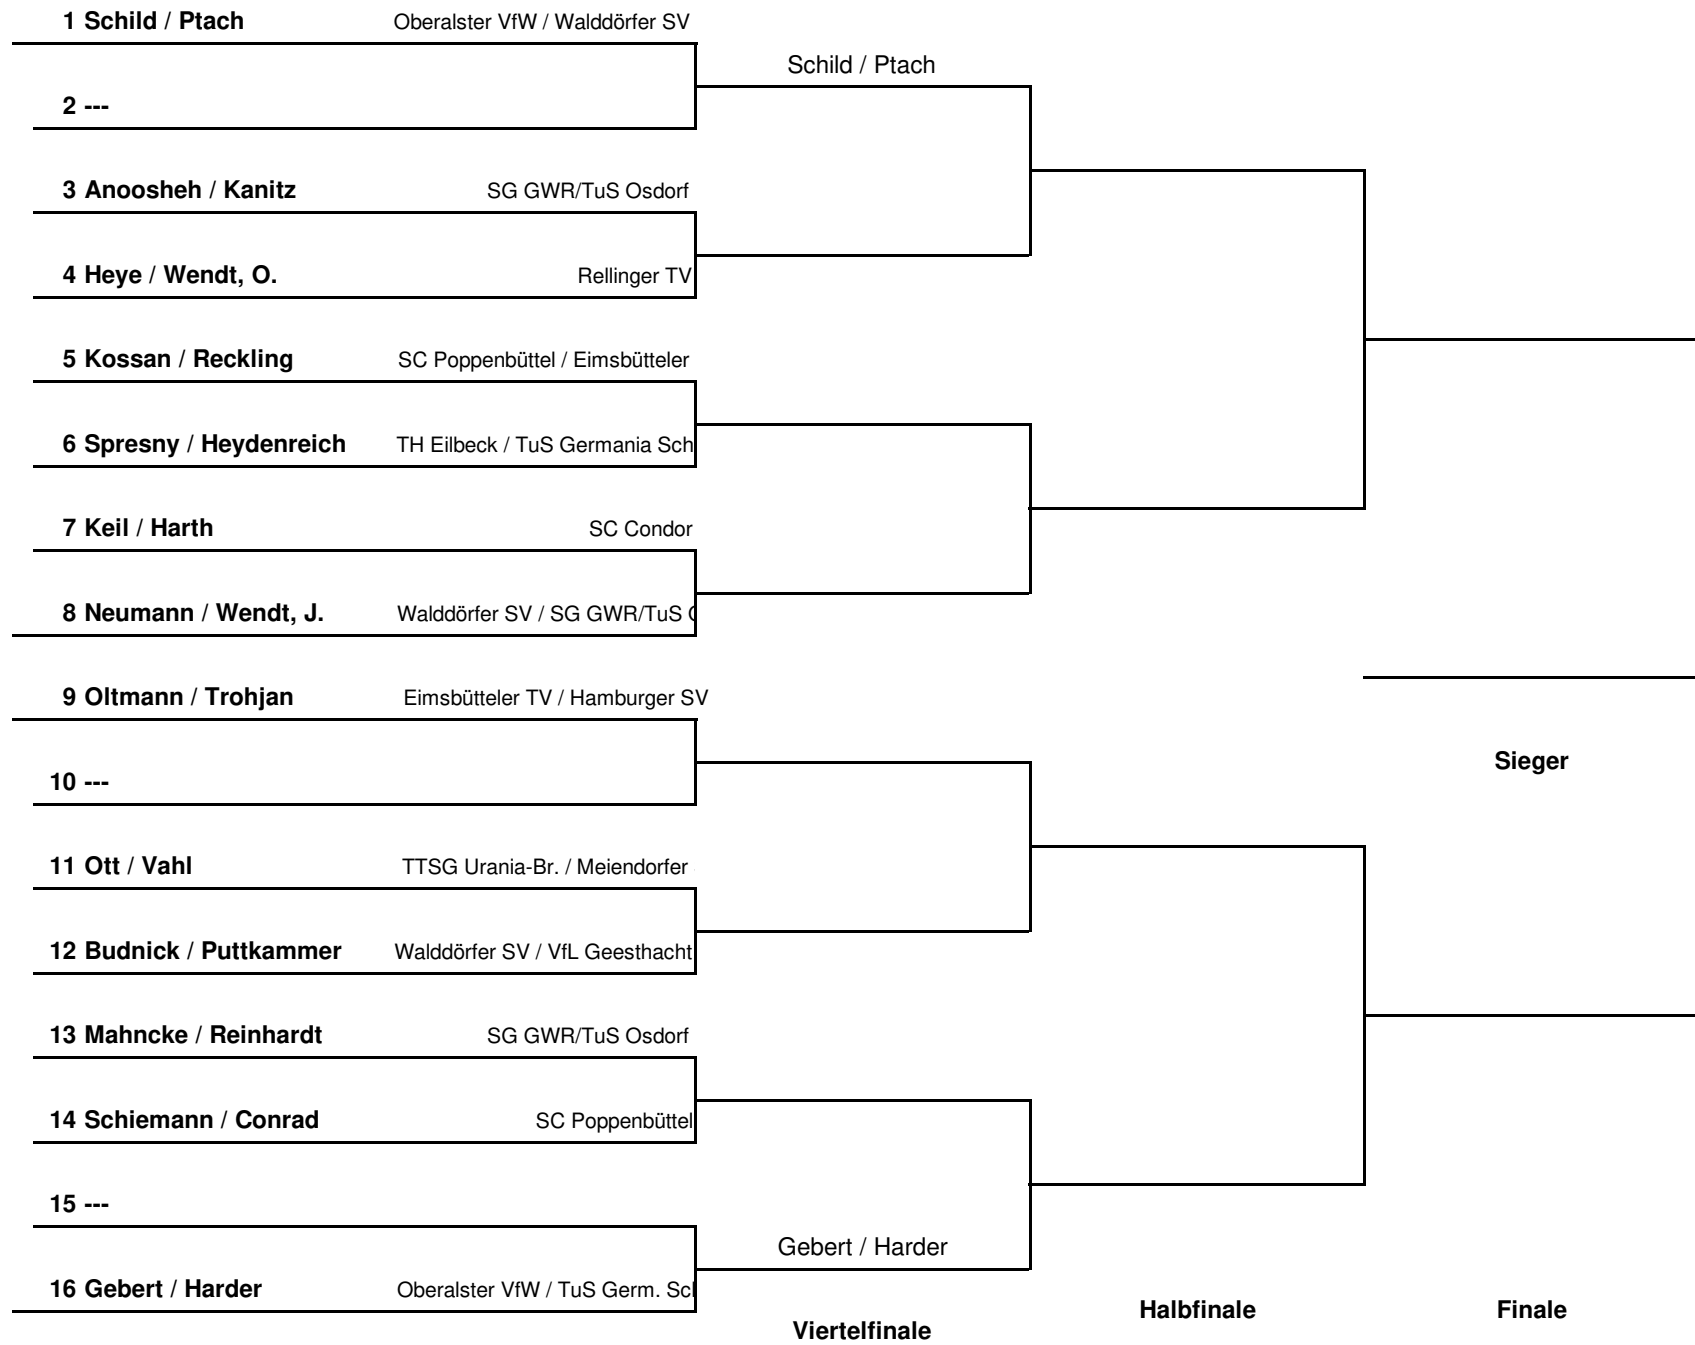 1 Schild / Ptach Oberalster VfW / Walddörfer SV
Schild / Ptach
2 ---
3 Anoosheh / Kanitz SG GWR/TuS Osdorf
4 Heye / Wendt, O. Rellinger TV
5 Kossan / Reckling SC Poppenbüttel / Eimsbütteler
6 Spresny / Heydenreich TH Eilbeck / TuS Germania Sch
7 Keil / Harth SC Condor
8 Neumann / Wendt, J. Walddörfer SV / SG GWR/TuS
9 Oltmann / Trohjan Eimsbütteler TV / Hamburger SV
Sieger
10 ---
11 Ott / Vahl TTSG Urania-Br. / Meiendorfer
12 Budnick / Puttkammer Walddörfer SV / VfL Geesthacht
13 Mahncke / Reinhardt SG GWR/TuS Osdorf
14 Schiemann / Conrad SC Poppenbüttel
15 ---
Gebert / Harder
16 Gebert / Harder Oberalster VfW / TuS Germ. Sch
Viertelfinale
Halbfinale
Finale